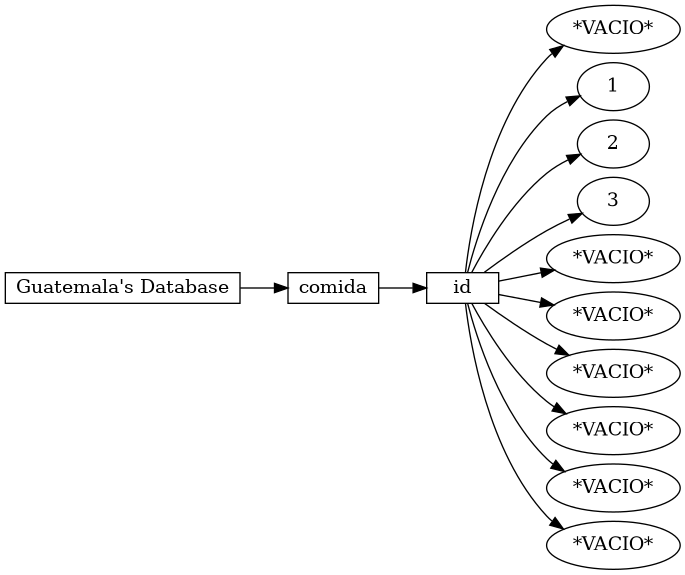 *VACIO*
1
2
3
*VACIO*
Guatemala's Database
comida
id
*VACIO*
*VACIO*
*VACIO*
*VACIO*
*VACIO*